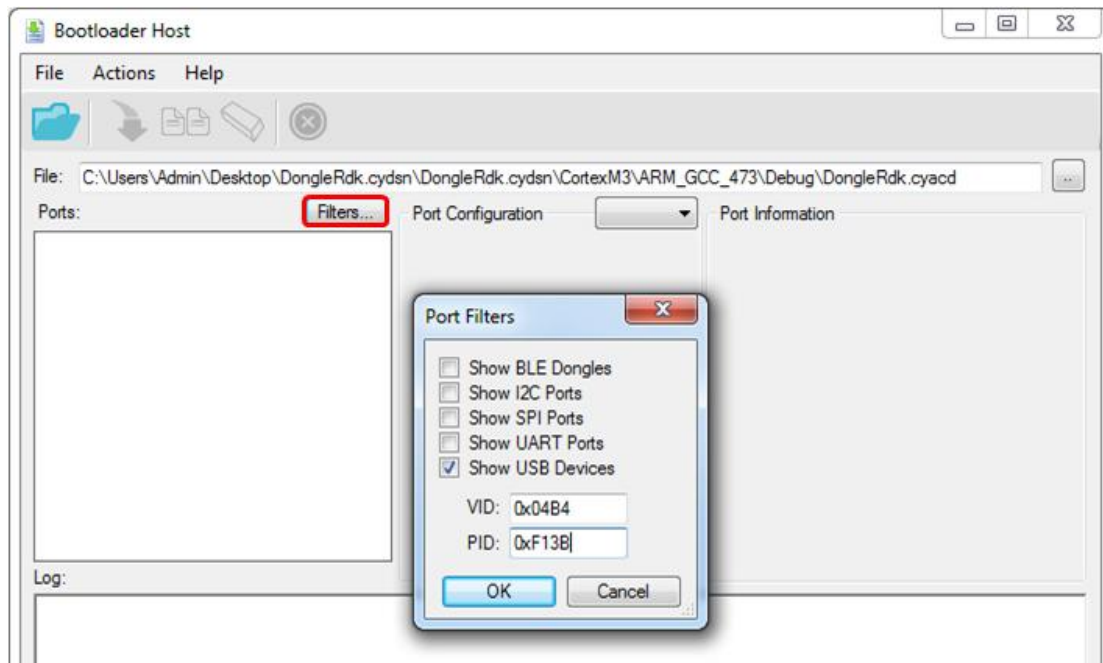 Bootloader Host
File Actions Help
File: C:\Users\Admin\Desktop\DongleRdk.cydsn\DongleRdk.cydsn\CortexM3\ARM_GCC_473\Debug\DongleRdk.cyacd ..
Ports: Filters... Port Configuration Port Information
Port Filters
Show BLE Dongles
Show I2C Ports
Show SPI Ports
Show UART Ports
Show USB Devices
VID: 0x04B4
PID: 0xF13B
OK Cancel
Log: